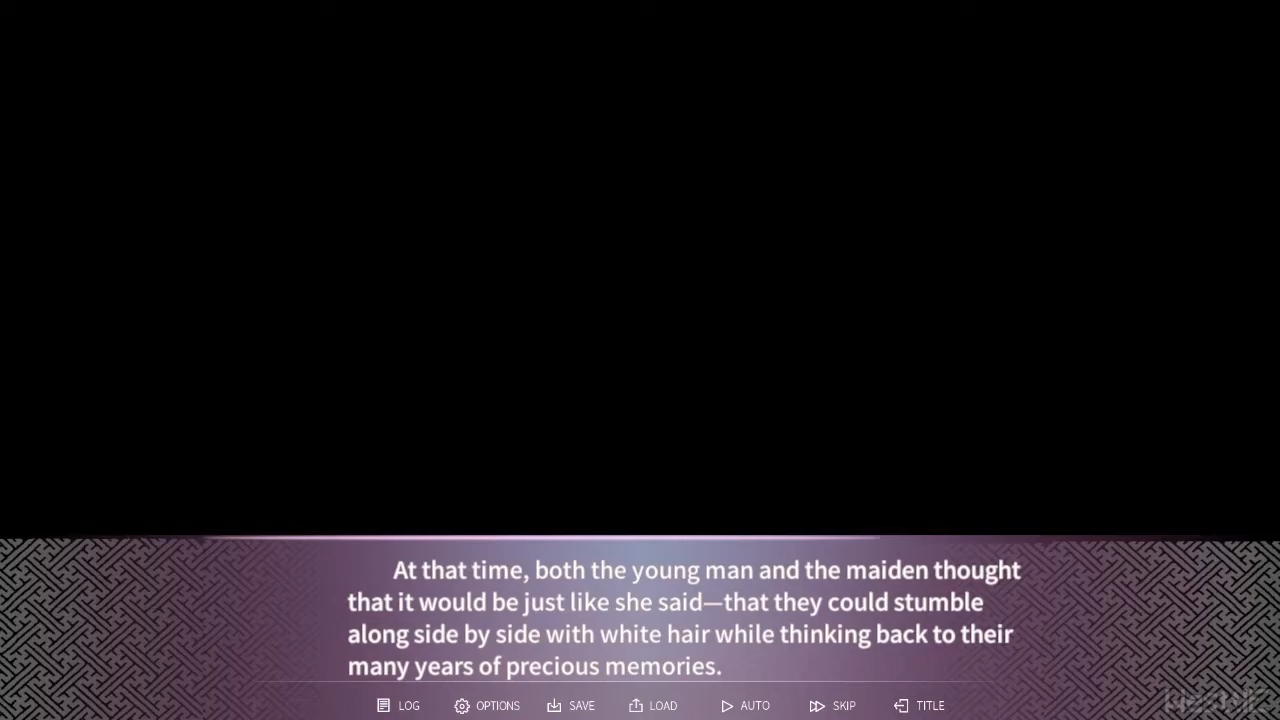 At that time, both the young man and the maiden thought
that it would be just like she said—that they could stumble
along side by side with white hair while thinking back to their
many years of precious memories.
LOG OPTIONS SAVE LOAD AUTO SKIP TITLE